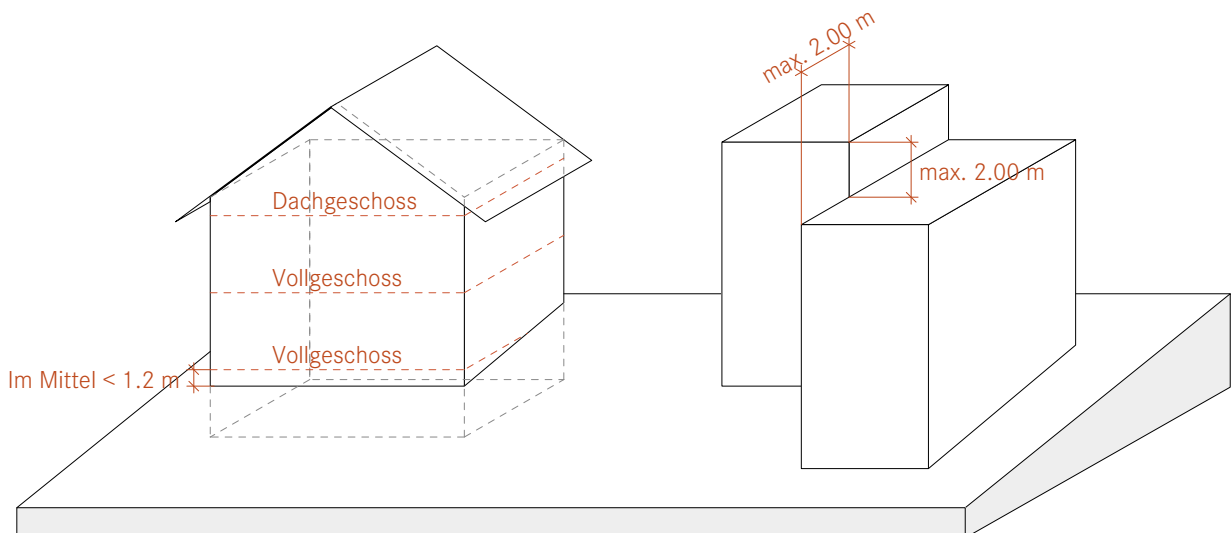 max. 2.00 m
max. 2.00 m
Dachgeschoss
Vollgeschoss
Vollgeschoss
Im Mittel < 1.2 m